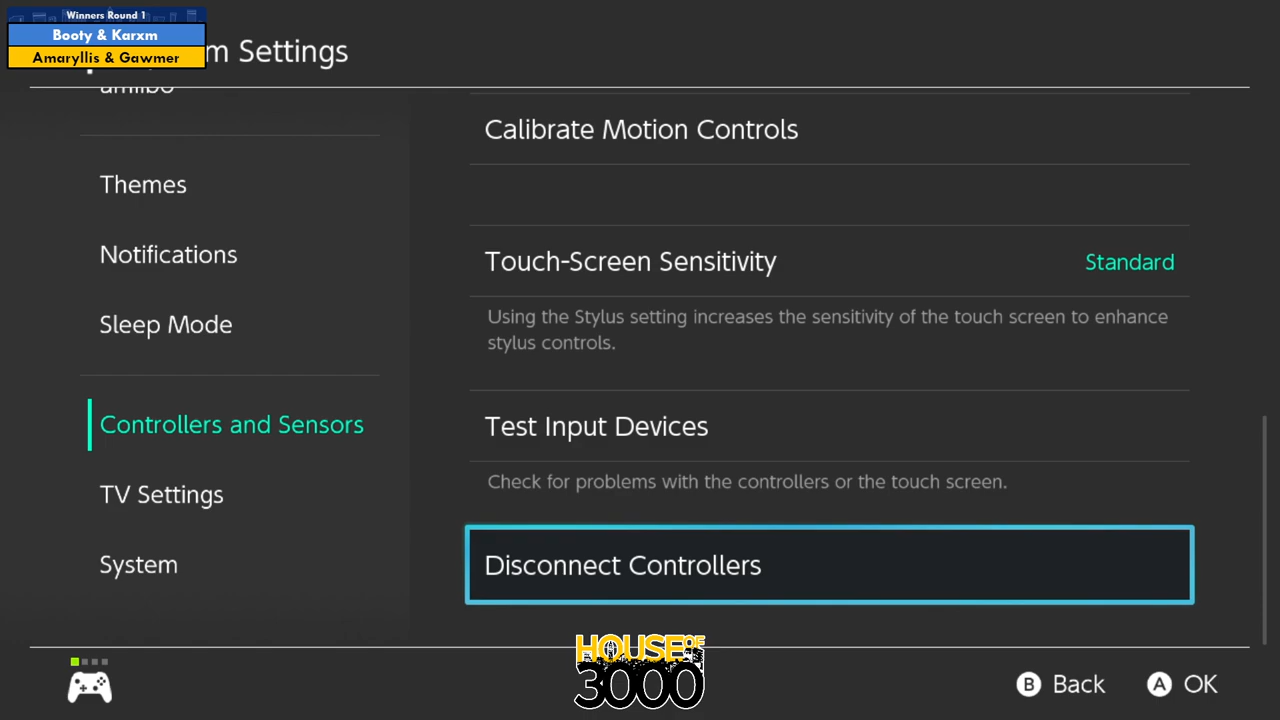 Winners Round 1
Booty & Karxm
Amaryllis & Gawmer
m Settings
amiibo
Themes
Notifications
Sleep Mode
Controllers and Sensors
TV Settings
System
Calibrate Motion Controls
Touch-Screen Sensitivity Standard
Using the Stylus setting increases the sensitivity of the touch screen to enhance
stylus controls.
Test Input Devices
Check for problems with the controllers or the touch screen.
Disconnect Controllers
HOUSE OF
3000
B Back A OK